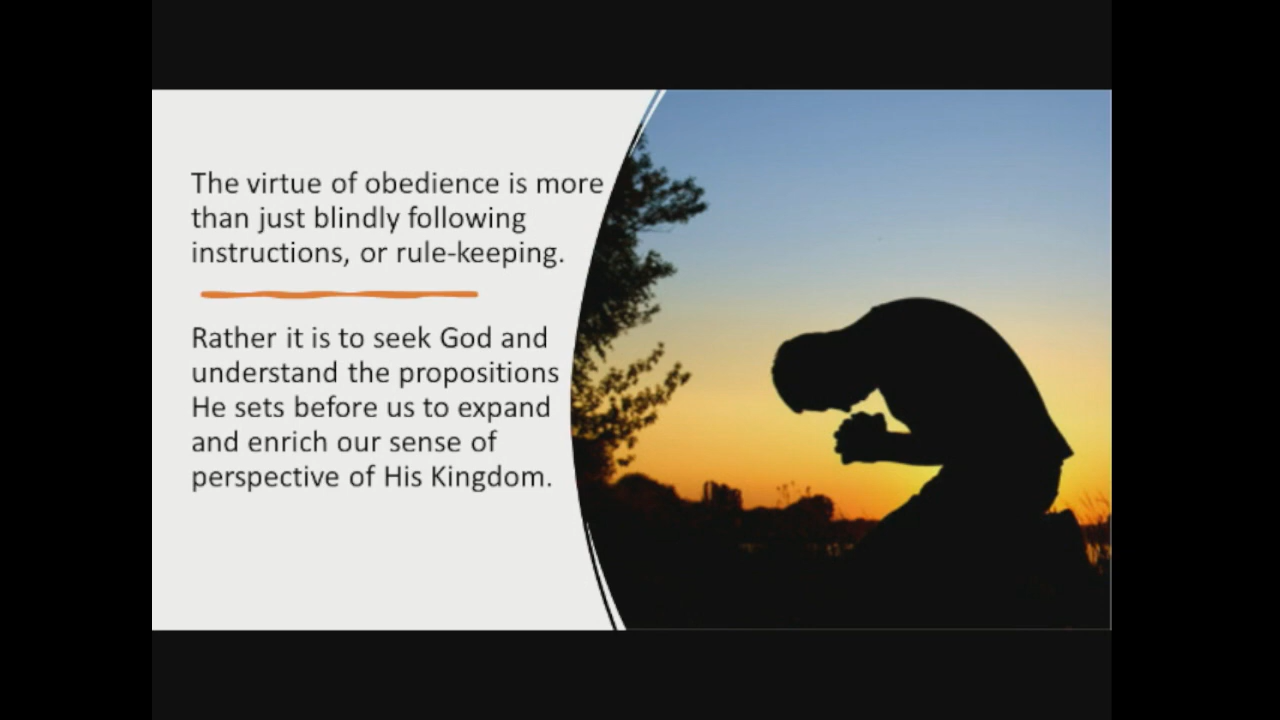 The virtue of obedience is more
than just blindly following
instructions, or rule-keeping.
Rather it is to seek God and
understand the propositions
He sets before us to expand
and enrich our sense of
perspective of His Kingdom.